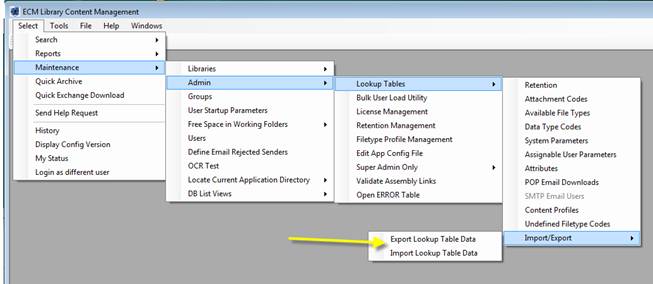 ECM Library Content Management
Select Tools File Help Windows
Search
Reports
Maintenance
Quick Archive
Quick Exchange Download
Send Help Request
History
Display Config Version
My Status
Login as different user
Libraries
Admin
Groups
User Startup Parameters
Free Space in Working Folders
Users
Define Email Rejected Senders
OCR Test
Locate Current Application Directory
DB List Views
Lookup Tables
Bulk User Load Utility
License Management
Retention Management
Filetype Profile Management
Edit App Config File
Super Admin Only
Validate Assembly Links
Open ERROR Table
Retention
Attachment Codes
Available File Types
Data Type Codes
System Parameters
Assignable User Parameters
Attributes
POP Email Downloads
SMTP Email Users
Content Profiles
Undefined Filetype Codes
Import/Export
Export Lookup Table Data
Import Lookup Table Data